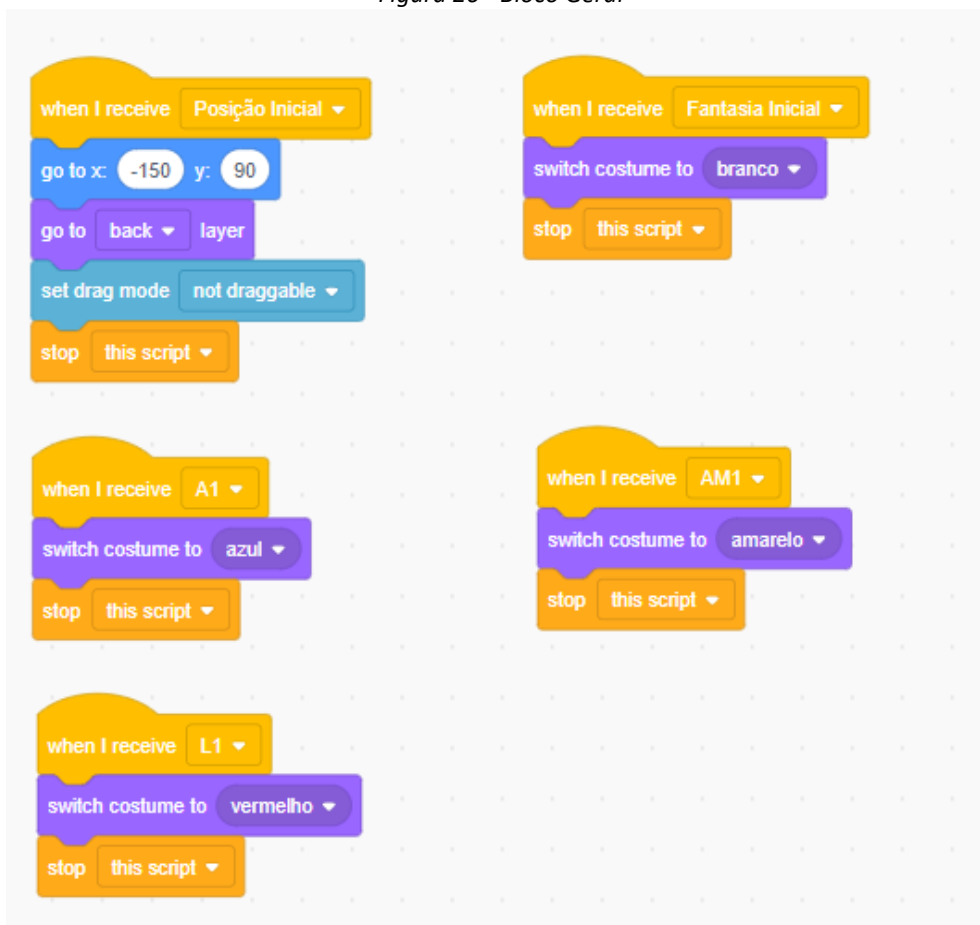 when I receive Posição Inicial
go to x: -150 y: 90
go to back layer
set drag mode not draggable
stop this script
when I receive Fantasia Inicial
switch costume to branco
stop this script
when I receive A1
switch costume to azul
stop this script
when I receive AM1
switch costume to amarelo
stop this script
when I receive L1
switch costume to vermelho
stop this script